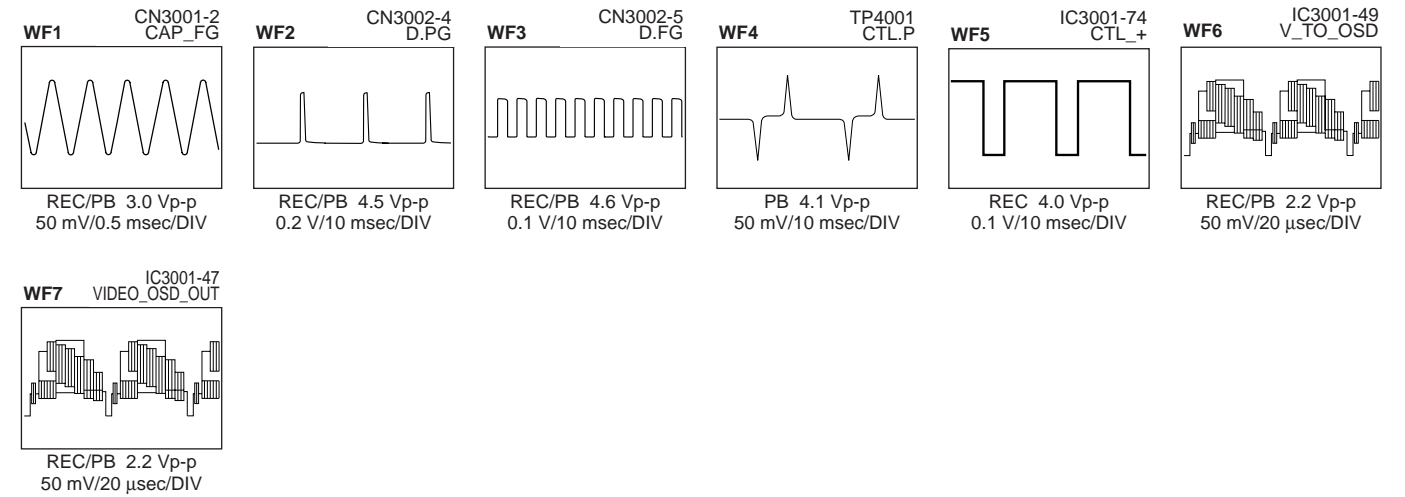 WF1 CN3001-2
CAP_FG
REC/PB 3.0 Vp-p
50 mV/0.5 msec/DIV
WF2 CN3002-4
D.PG
REC/PB 4.5 Vp-p
0.2 V/10 msec/DIV
WF3 CN3002-5
D.FG
REC/PB 4.6 Vp-p
0.1 V/10 msec/DIV
WF4 TP4001
CTL.P
PB 4.1 Vp-p
50 mV/10 msec/DIV
WF5 IC3001-74
CTL_+
REC 4.0 Vp-p
0.1 V/10 msec/DIV
WF6 IC3001-49
V_TO_OSD
REC/PB 2.2 Vp-p
50 mV/20 μsec/DIV
WF7 IC3001-47
VIDEO_OSD_OUT
REC/PB 2.2 Vp-p
50 mV/20 μsec/DIV